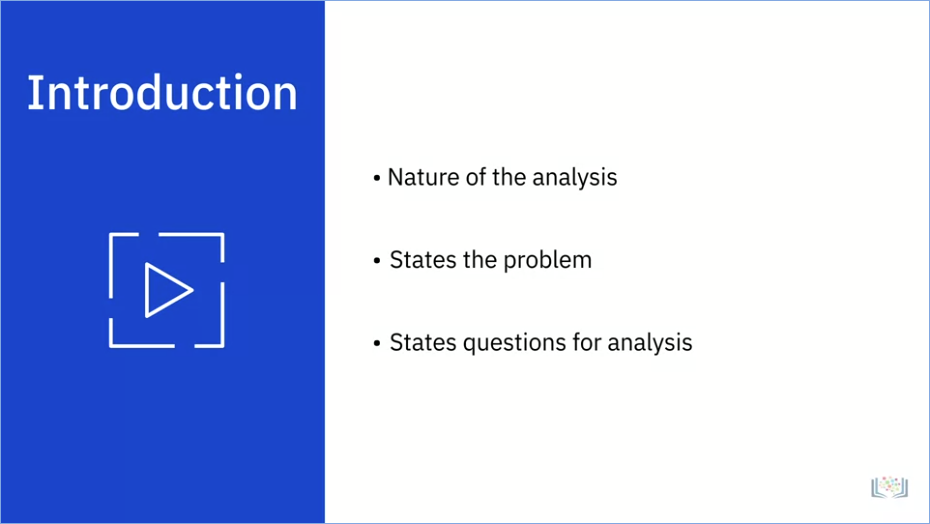 Introduction
• Nature of the analysis
• States the problem
• States questions for analysis